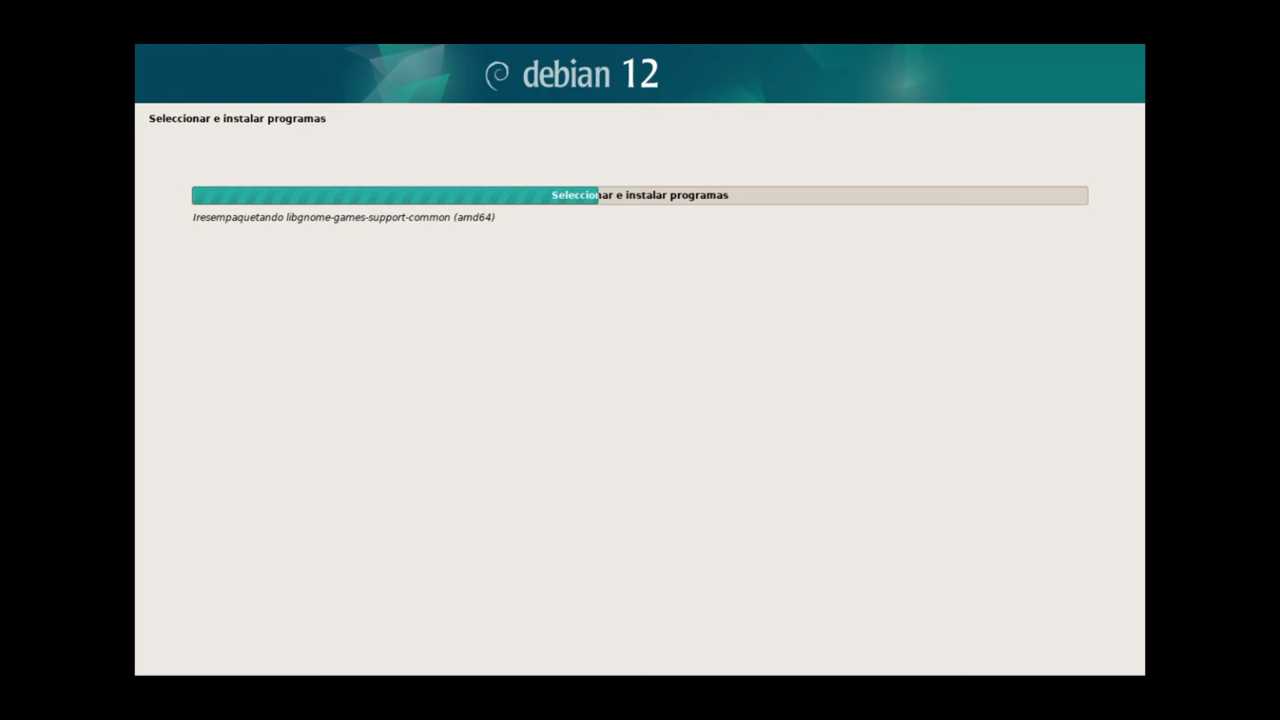 debian 12
Seleccionar e instalar programas
Seleccionar e instalar programas
Iresempaquetando libgnome-games-support-common (amd64)